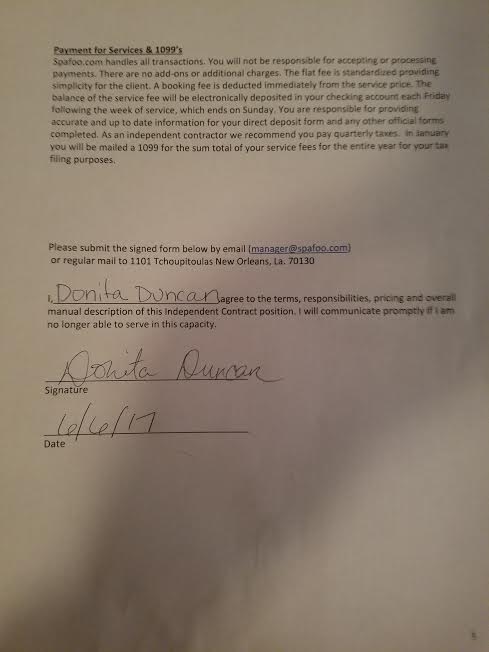 Payment for Services & 1099's
Spafoo.com handles all transactions. You will not be responsible for accepting or processing
payments. There are no add-ons or additional charges. The flat fee is standardized providing
simplicity for the client. A booking fee is deducted immediately from the service price. The
balance of the service fee will be electronically deposited in your checking account each Friday
following the week of service, which ends on Sunday. You are responsible for providing
accurate and up to date information for your direct deposit form and any other official forms
completed. As an independent contractor we recommend you pay quarterly taxes. In January
you will be mailed a 1099 for the sum total of your service fees for the entire year for your tax
filing purposes.
Please submit the signed form below by email (manager@spafoo.com)
or regular mail to 1101 Tchoupitoulas New Orleans, La. 70130
I, Donita Duncan agree to the terms, responsibilities, pricing and overall
manual description of this Independent Contract position. I will communicate promptly if I am
no longer able to serve in this capacity.
Donita Duncan
Signature
6/6/17
Date